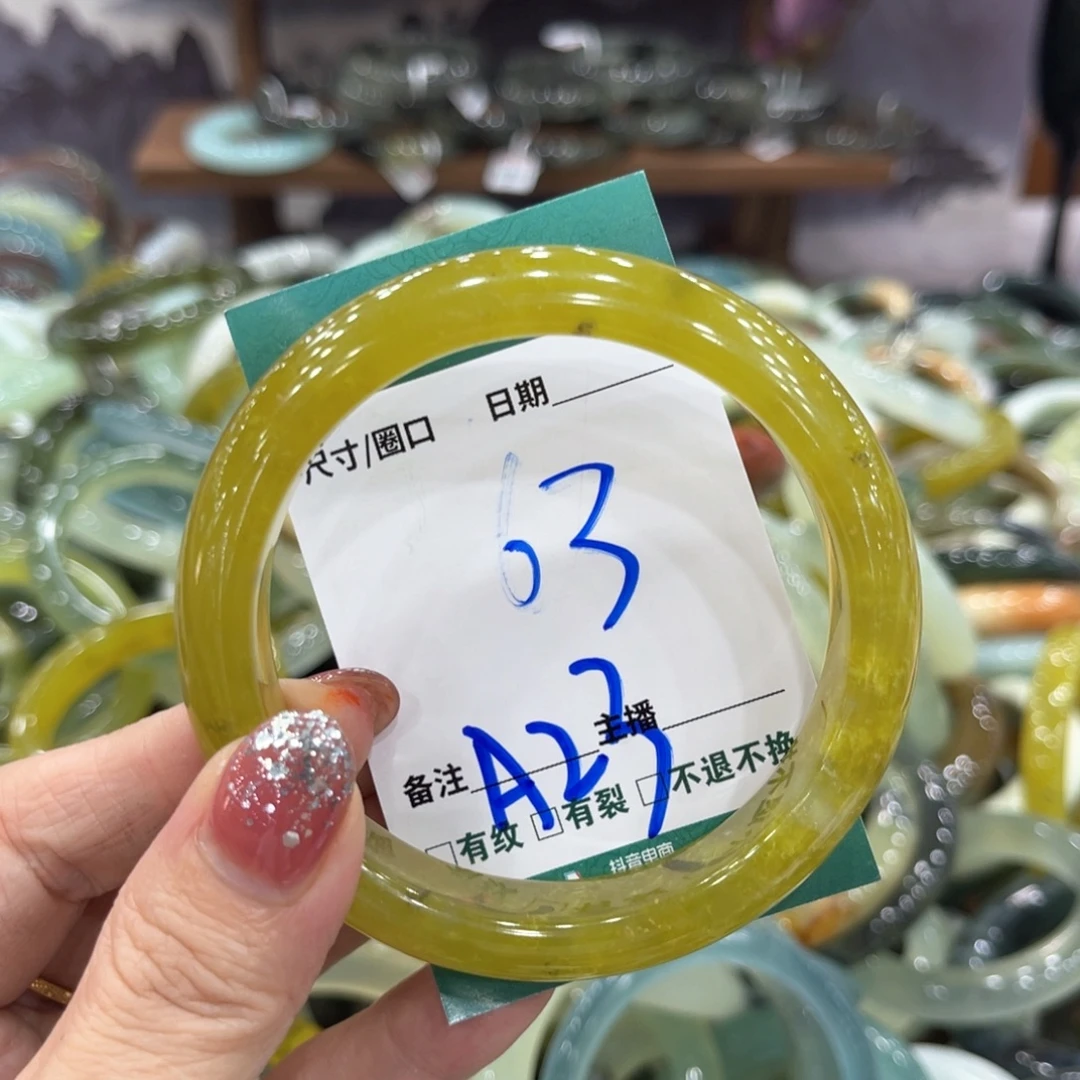 日期
尺寸/圈口
63
A23
主播
备注
有纹 有裂 不退不换
抖音电商